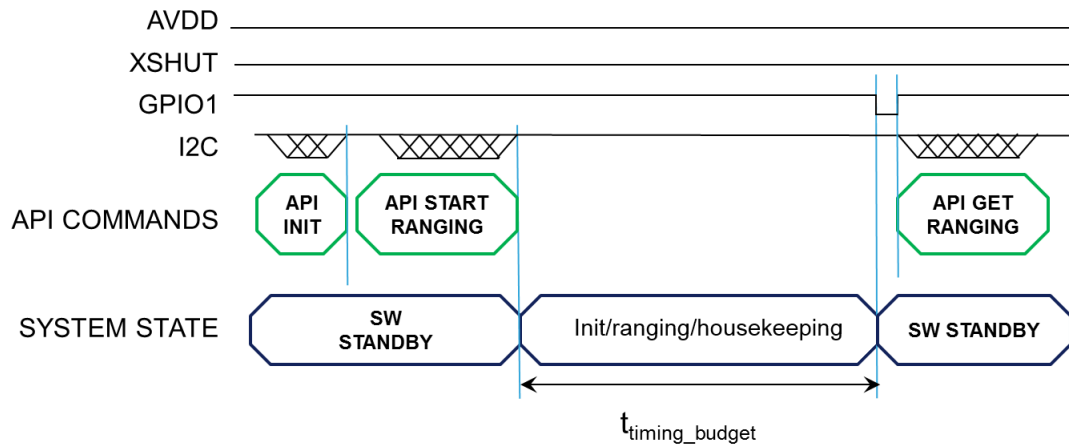 AVDD
XSHUT
GPIO1
I2C
API COMMANDS
API
INIT
API START
RANGING
API GET
RANGING
SYSTEM STATE
SW
STANDBY
Init/ranging/housekeeping
SW STANDBY
ttiming_budget